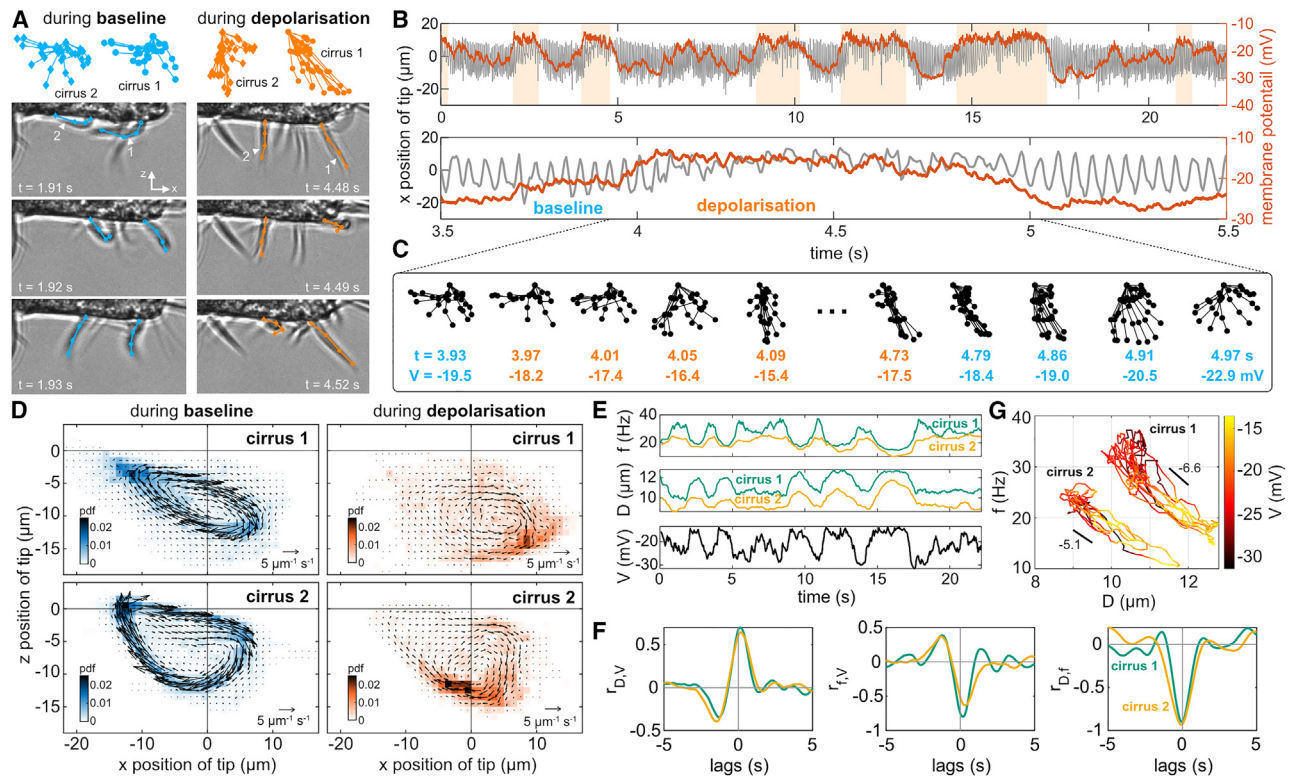 A
during baseline
during depolarisation
cirrus 2
cirrus 1
cirrus 2
cirrus 1
2
1
z
x
t = 1.91 s
2
1
t = 4.48 s
t = 1.92 s
t = 4.49 s
t = 1.93 s
t = 4.52 s
B
x position of tip (µm)
20
0
-20
0
5
10
15
20
-10
-20
-30
-40
membrane potentail (mV)
20
0
-20
-10
-20
-30
baseline
depolarisation
3.5
4
4.5
5
5.5
time (s)
C
...
t = 3.93
3.97
4.01
4.05
4.09
4.73
4.79
4.86
4.91
4.97 s
V = -19.5
-18.2
-17.4
-16.4
-15.4
-17.5
-18.4
-19.0
-20.5
-22.9 mV
D
during baseline
during depolarisation
z position of tip (µm)
0
-5
-10
-15
cirrus 1
pdf
0.02
0.01
0
5 µm⁻¹ s⁻¹
cirrus 1
pdf
0.02
0.01
0
5 µm⁻¹ s⁻¹
0
-5
-10
-15
cirrus 2
pdf
0.02
0.01
0
5 µm⁻¹ s⁻¹
cirrus 2
pdf
0.02
0.01
0
5 µm⁻¹ s⁻¹
-20
-10
0
10
-20
-10
0
10
x position of tip (µm)
x position of tip (µm)
E
f (Hz)
40
20
cirrus 1
cirrus 2
D (µm)
12
10
cirrus 1
cirrus 2
V (mV)
-20
-30
0
5
10
15
20
time (s)
G
f (Hz)
40
30
20
10
cirrus 1
-6.6
cirrus 2
-5.1
8
10
12
D (µm)
-15
-20
-25
-30
V (mV)
F
r D,V
0.5
0
-0.5
-5
0
5
lags (s)
r f,V
0.5
0
-0.5
-1
-5
0
5
lags (s)
r D,f
0
-0.5
-1
cirrus 1
cirrus 2
-5
0
5
lags (s)